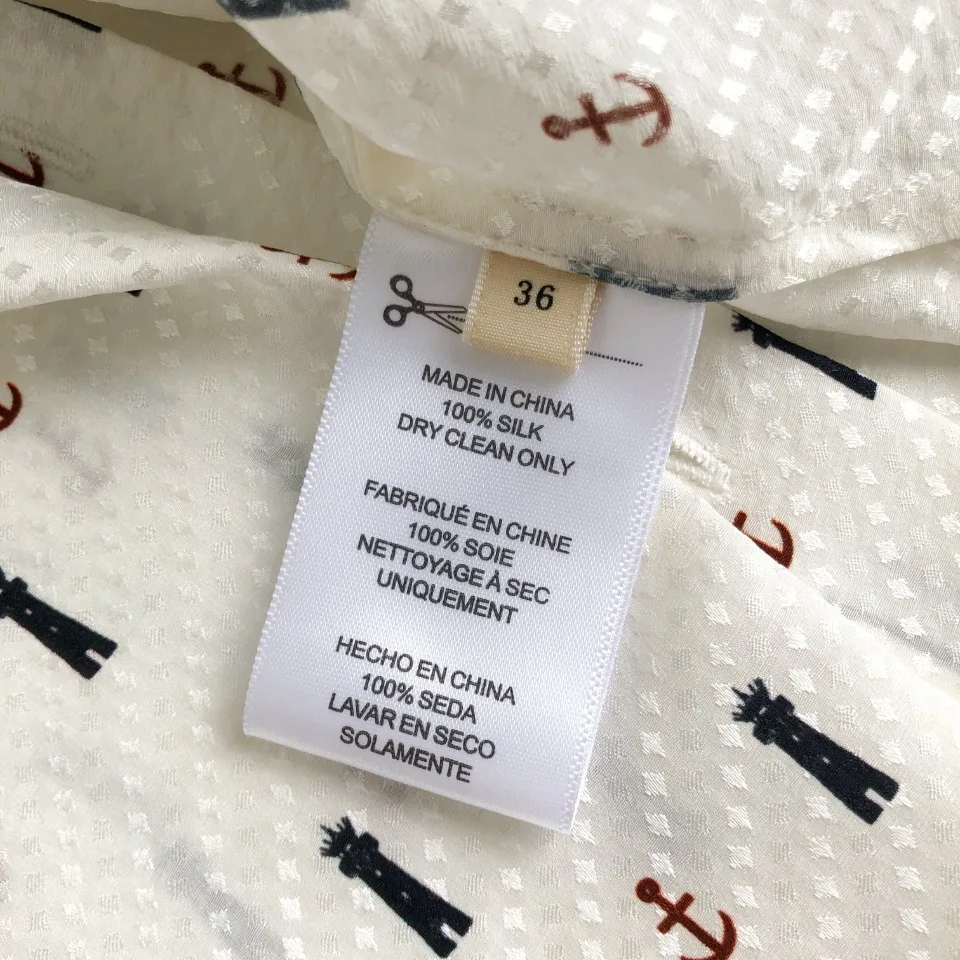 36
MADE IN CHINA
100% SILK
DRY CLEAN ONLY
FABRIQUÉ EN CHINE
100% SOIE
NETTOYAGE À SEC
UNIQUEMENT
HECHO EN CHINA
100% SEDA
LAVAR EN SECO
SOLAMENTE